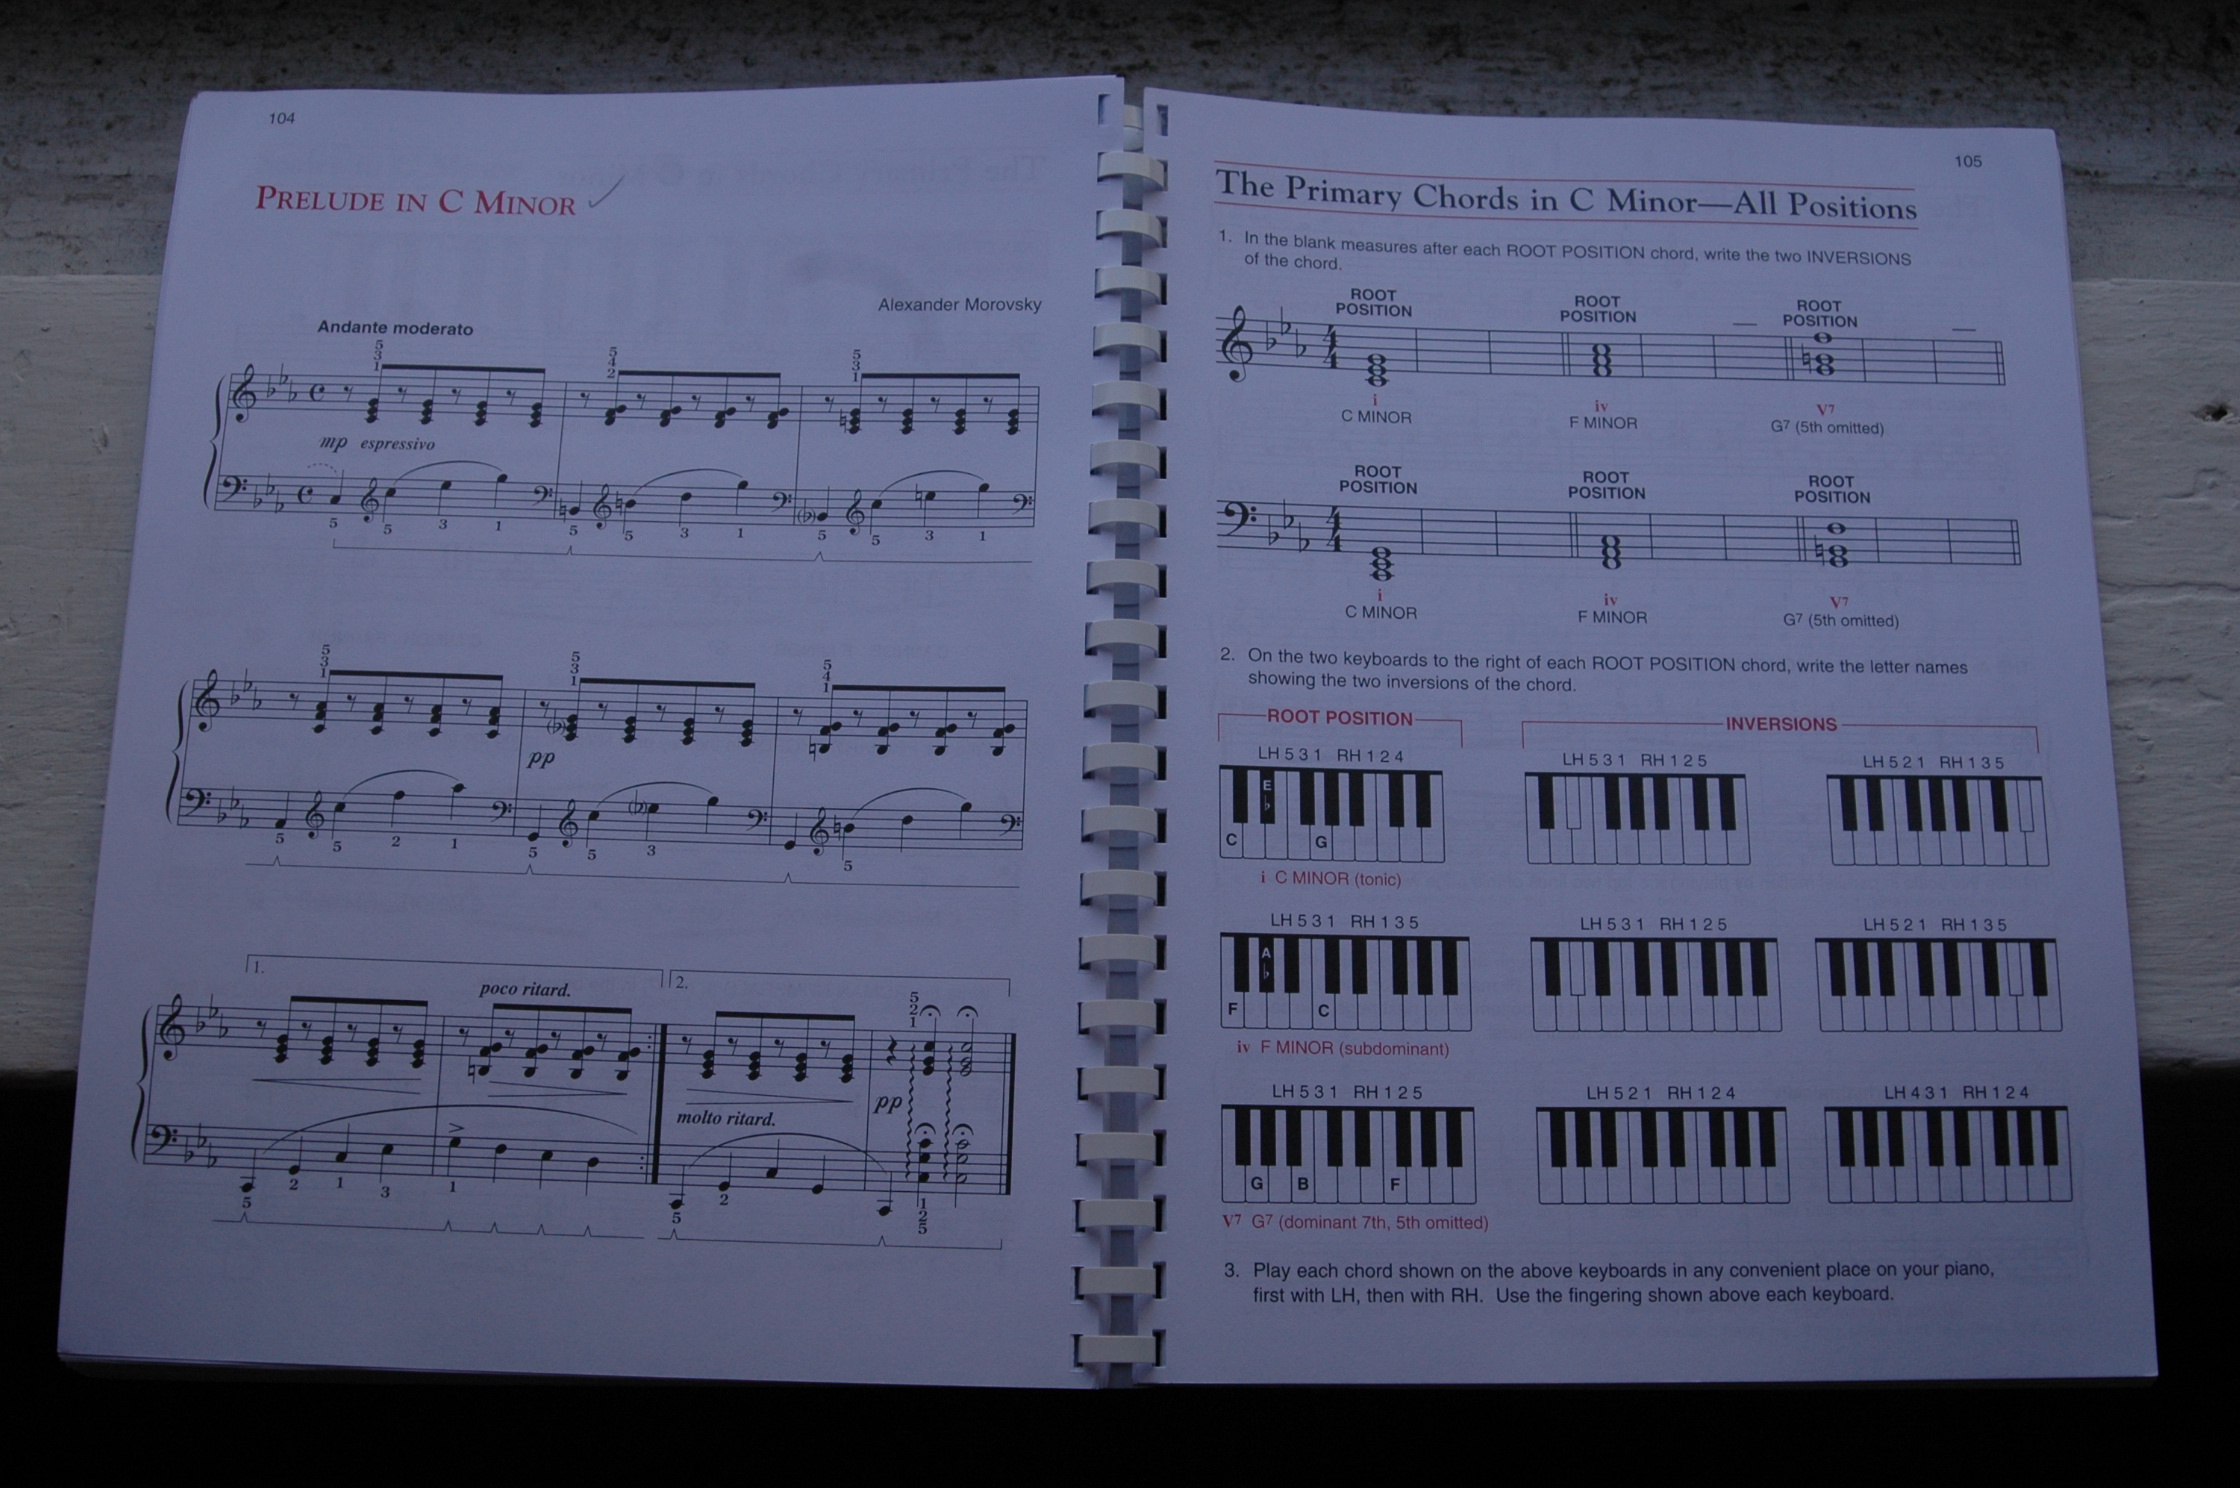 104
PRELUDE IN C MINOR
Alexander Morovsky
Andante moderato
5 5 5
3 4 3
1 2 1
mp espressivo
5 5 3 1 5 5 3 1 5 5 3 1
5 5 5
3 3 4
1 1 1
pp
5 5 2 1 5 5 3 5
1. poco ritard. 2.
5
2
1
molto ritard. pp
5 2 1 3 1 5 2 1
2
5
105
The Primary Chords in C Minor—All Positions
1. In the blank measures after each ROOT POSITION chord, write the two INVERSIONS
of the chord.
ROOT ROOT ROOT
POSITION POSITION POSITION
4
4
i iv V7
C MINOR F MINOR G7 (5th omitted)
ROOT ROOT ROOT
POSITION POSITION POSITION
4
4
i iv V7
C MINOR F MINOR G7 (5th omitted)
2. On the two keyboards to the right of each ROOT POSITION chord, write the letter names
showing the two inversions of the chord.
ROOT POSITION INVERSIONS
LH 5 3 1 RH 1 2 4 LH 5 3 1 RH 1 2 5 LH 5 2 1 RH 1 3 5
E♭
C G
i C MINOR (tonic)
LH 5 3 1 RH 1 3 5 LH 5 3 1 RH 1 2 5 LH 5 2 1 RH 1 3 5
A♭
F C
iv F MINOR (subdominant)
LH 5 3 1 RH 1 2 5 LH 5 2 1 RH 1 2 4 LH 4 3 1 RH 1 2 4
G B F
V7 G7 (dominant 7th, 5th omitted)
3. Play each chord shown on the above keyboards in any convenient place on your piano,
first with LH, then with RH. Use the fingering shown above each keyboard.